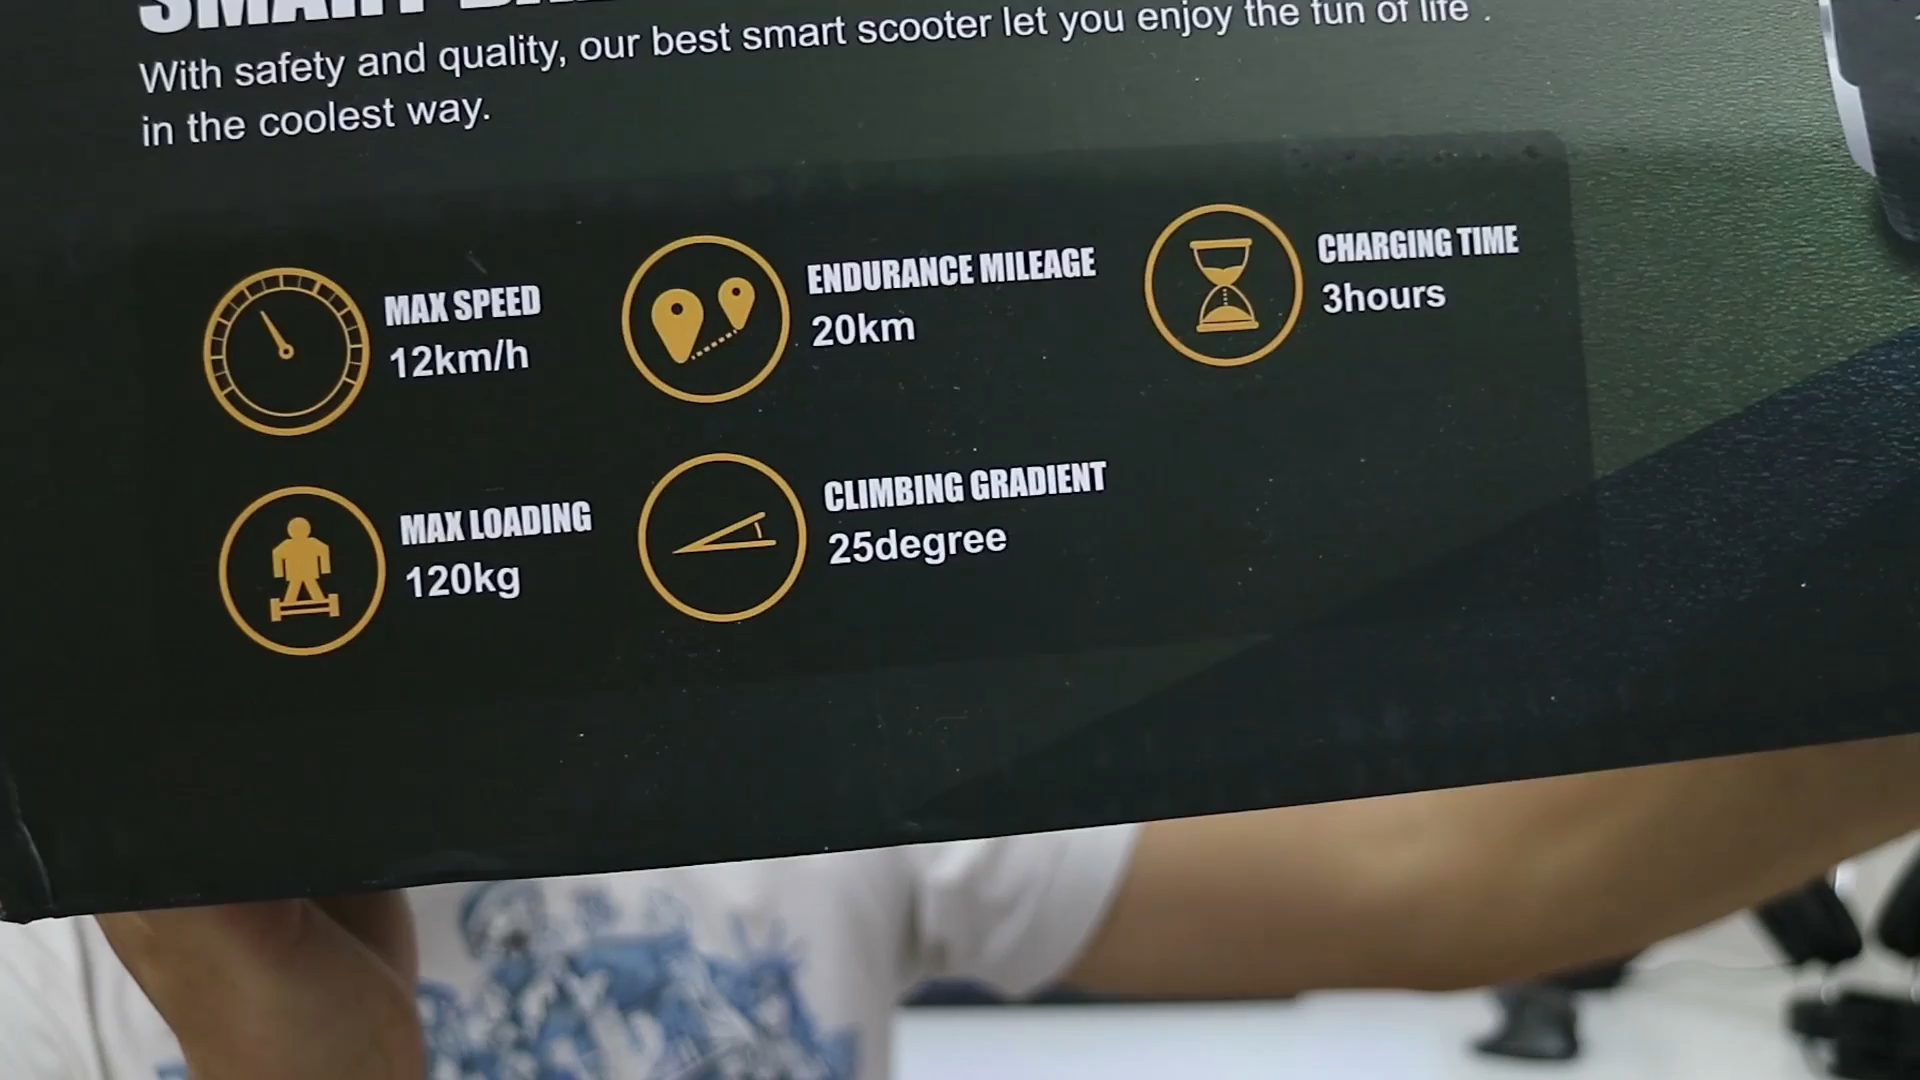 SMART
With safety and quality, our best smart scooter let you enjoy the fun of life .
in the coolest way.
MAX SPEED
12km/h
ENDURANCE MILEAGE
20km
CHARGING TIME
3hours
MAX LOADING
120kg
CLIMBING GRADIENT
25degree